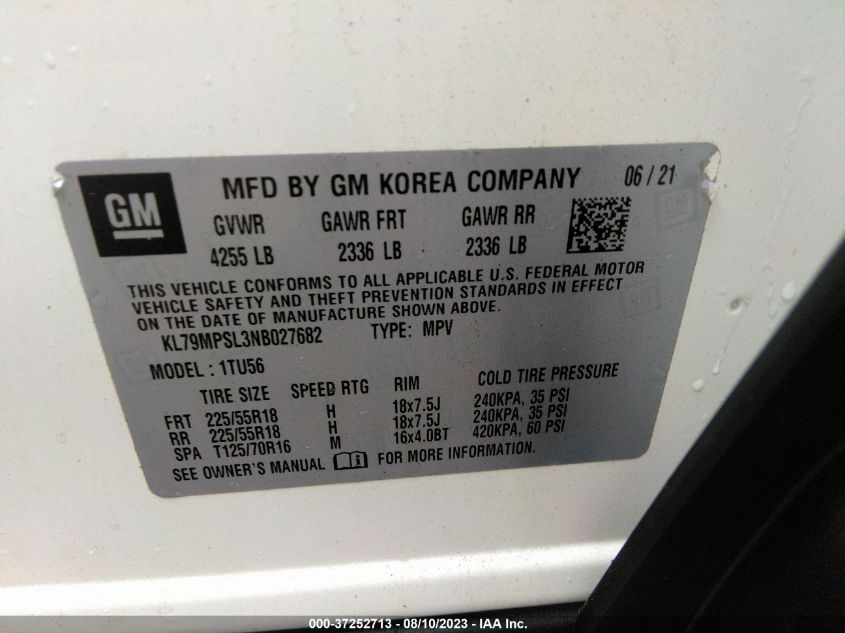 GM
MFD BY GM KOREA COMPANY 06 / 21
GVWR GAWR FRT GAWR RR
4255 LB 2336 LB 2336 LB
THIS VEHICLE CONFORMS TO ALL APPLICABLE U.S. FEDERAL MOTOR
VEHICLE SAFETY AND THEFT PREVENTION STANDARDS IN EFFECT
ON THE DATE OF MANUFACTURE SHOWN ABOVE.
KL79MPSL3NB027682 TYPE: MPV
MODEL : 1TU56
TIRE SIZE SPEED RTG RIM COLD TIRE PRESSURE
FRT 225/55R18 H 18x7.5J 240KPA, 35 PSI
RR 225/55R18 H 18x7.5J 240KPA, 35 PSI
SPA T125/70R16 M 16x4.0BT 420KPA, 60 PSI
SEE OWNER'S MANUAL FOR MORE INFORMATION.
000-37252713 - 08/10/2023 - IAA Inc.